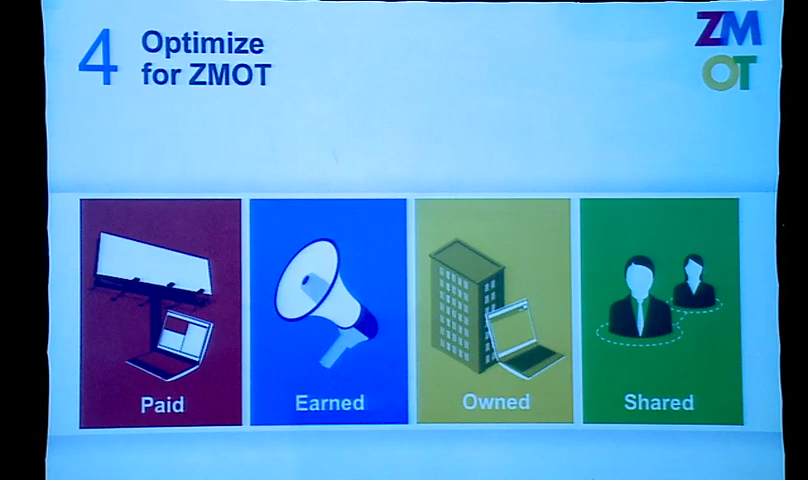 4
Optimize
for ZMOT
ZM
OT
Paid
Earned
Owned
Shared